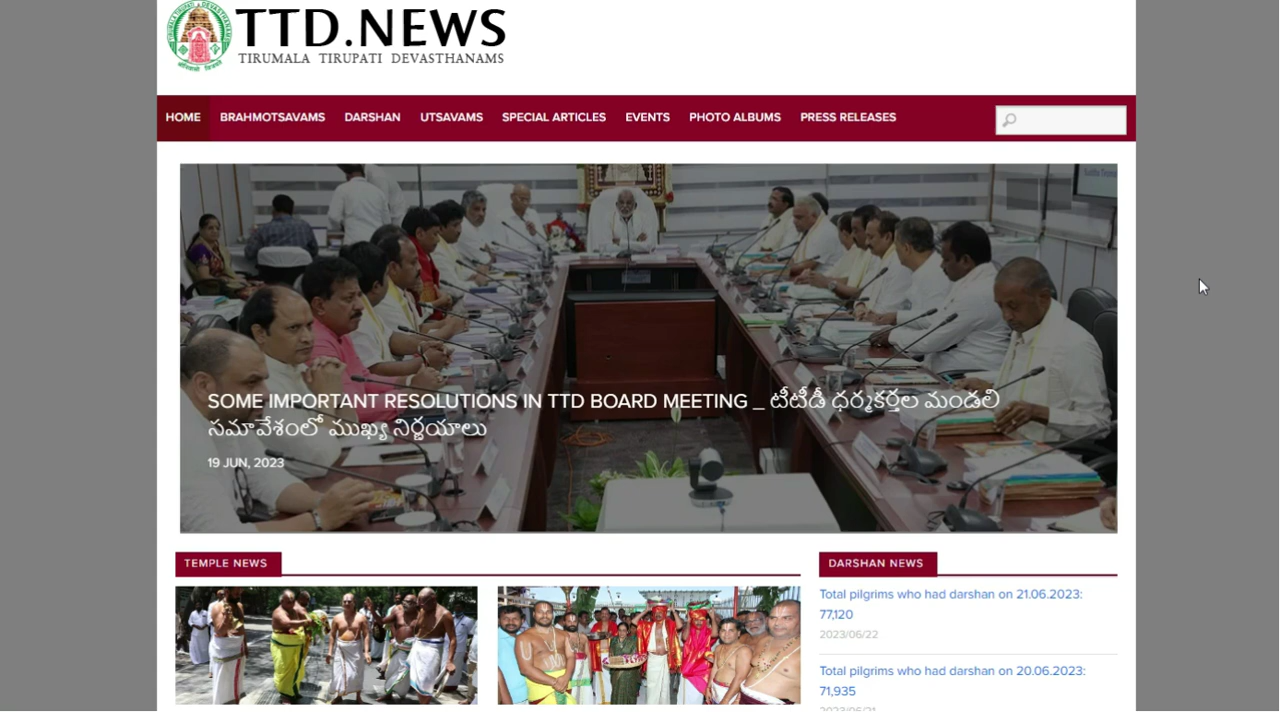 TTD.NEWS
TIRUMALA TIRUPATI DEVASTHANAMS
HOME BRAHMOTSAVAMS DARSHAN UTSAVAMS SPECIAL ARTICLES EVENTS PHOTO ALBUMS PRESS RELEASES
SOME IMPORTANT RESOLUTIONS IN TTD BOARD MEETING _ టీటీడీ ధర్మకర్తల మండలి
సమావేశంలో ముఖ్య నిర్ణయాలు
19 JUN, 2023
TEMPLE NEWS
DARSHAN NEWS
Total pilgrims who had darshan on 21.06.2023:
77,120
2023/06/22
Total pilgrims who had darshan on 20.06.2023:
71,935
2023/06/21